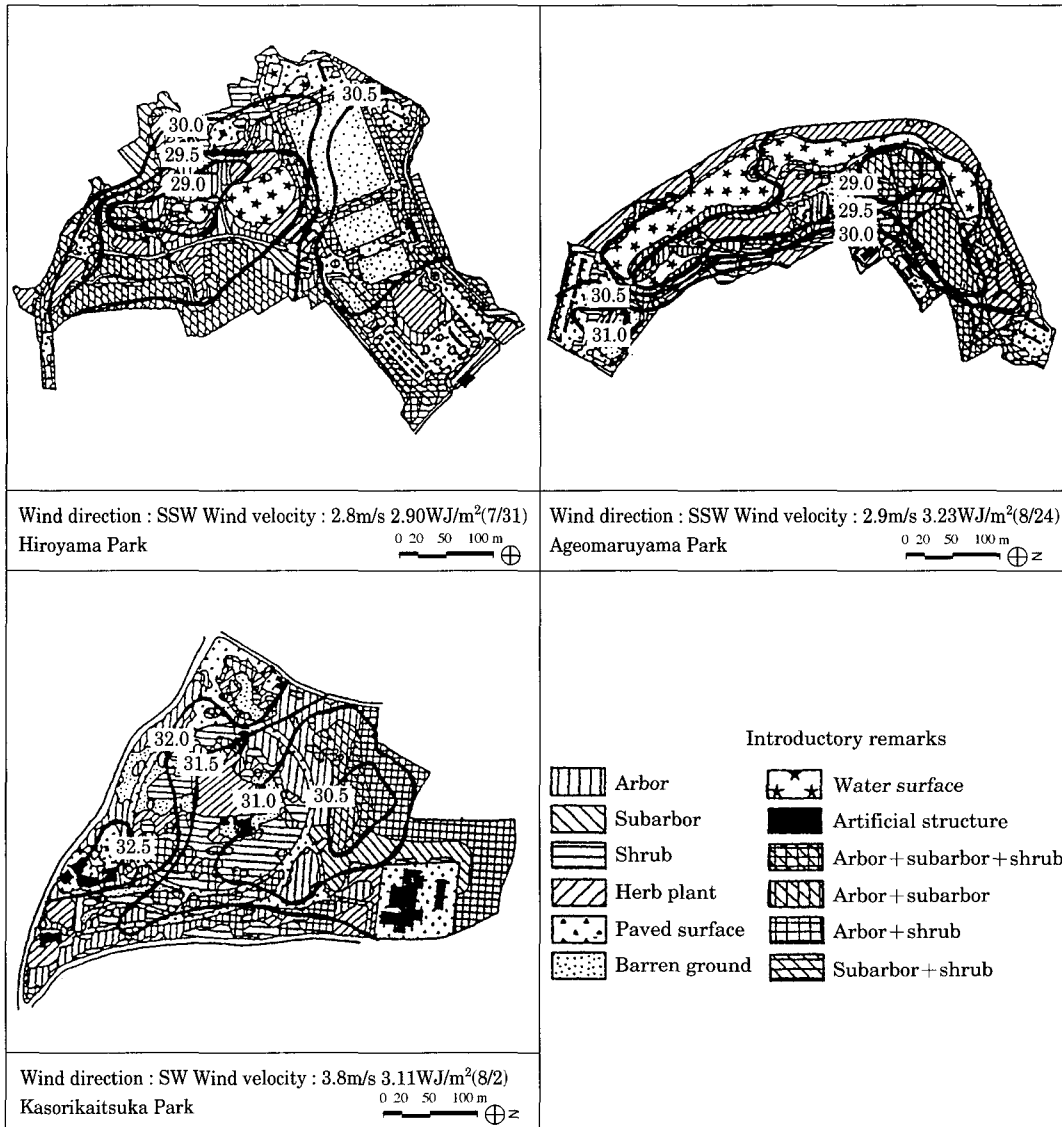 30.5
30.0
29.5
29.0
Wind direction : SSW Wind velocity : 2.8m/s 2.90WJ/m²(7/31)
Hiroyama Park
0 20 50 100 m
29.0
29.5
30.0
30.5
31.0
Wind direction : SSW Wind velocity : 2.9m/s 3.23WJ/m²(8/24)
Ageomaruyama Park
0 20 50 100 m
N
32.0
31.5
31.0
30.5
32.5
Wind direction : SW Wind velocity : 3.8m/s 3.11WJ/m²(8/2)
Kasorikaitsuka Park
0 20 50 100 m
N
Introductory remarks
Arbor
Subarbor
Shrub
Herb plant
Paved surface
Barren ground
Water surface
Artificial structure
Arbor+subarbor+shrub
Arbor+subarbor
Arbor+shrub
Subarbor+shrub